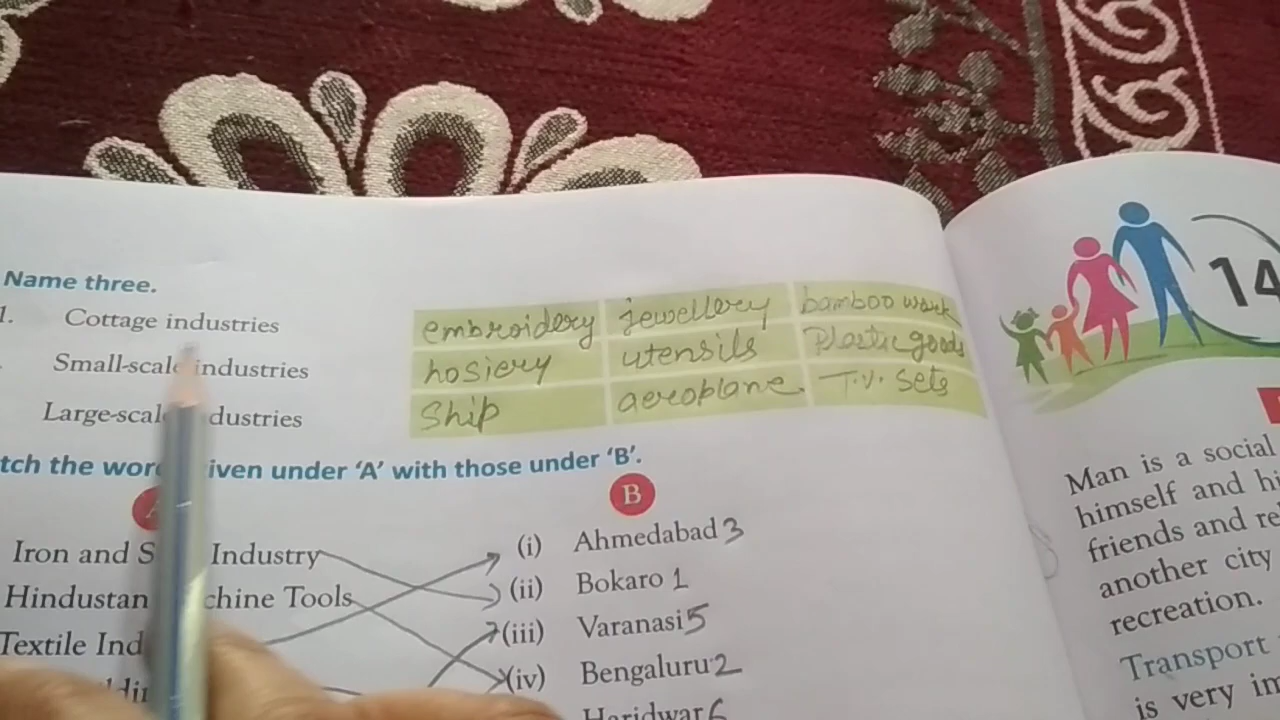 Name three.
1. Cottage industries embroidery jewellery bamboo work
Small-scale industries hosiery utensils Plastic goods
Large-scale industries Ship aeroplane T.V. sets
tch the word given under 'A' with those under 'B'.
A B
Iron and S Industry (i) Ahmedabad 3
Hindustan chine Tools (ii) Bokaro 1
Textile Ind (iii) Varanasi 5
(iv) Bengaluru 2
Haridwar 6
14
Man is a social
himself and hi
friends and re
another city
recreation.
Transport
is very im